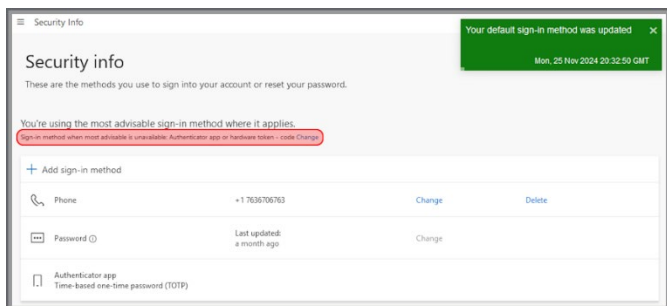 Security Info
Your default sign-in method was updated
Mon, 25 Nov 2024 20:32:50 GMT
Security info
These are the methods you use to sign into your account or reset your password.
You're using the most advisable sign-in method where it applies.
Sign-in method when most advisable is unavailable: Authenticator app or hardware token - code Change
+ Add sign-in method
Phone +1 7636706763 Change Delete
Password Last updated: Change
a month ago
Authenticator app
Time-based one-time password (TOTP)